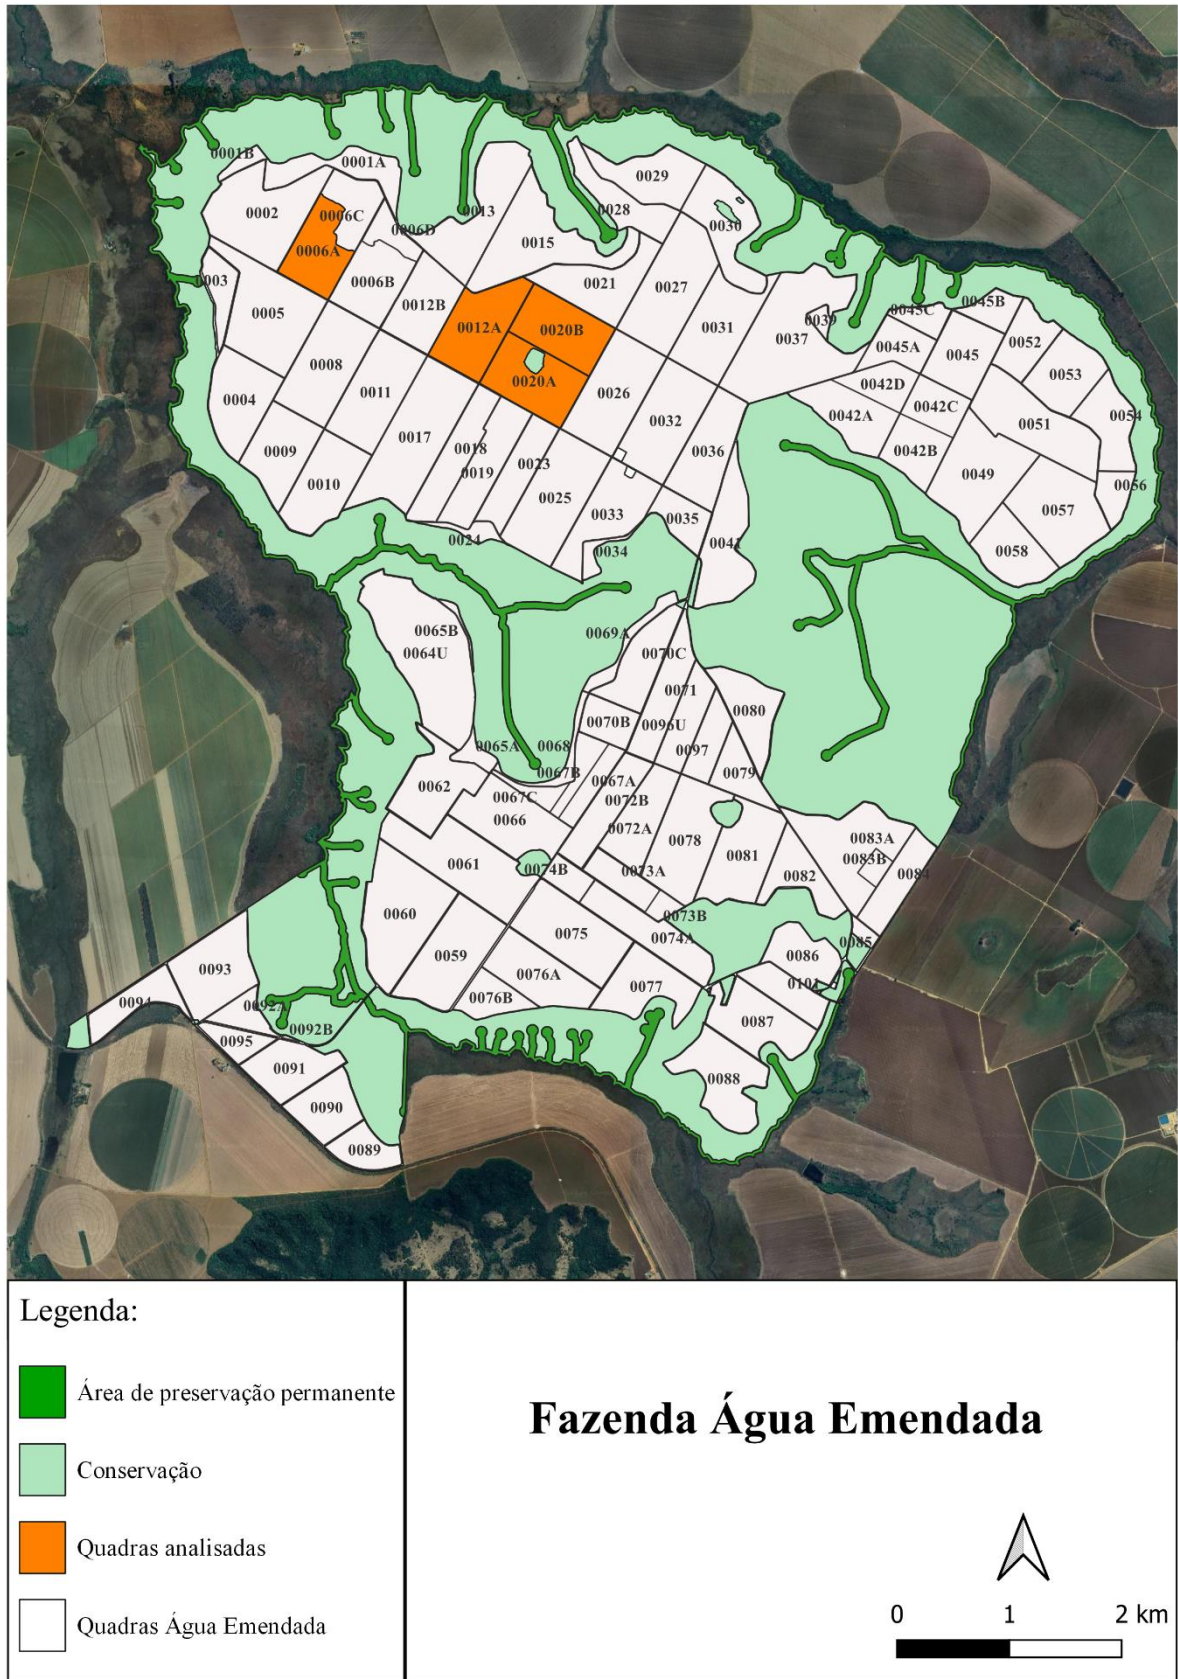 0029
0001B
0001A
0028
0002
0013
0006C
0030
0006D
0015
0006A
0003
0006B
0021
0027
0012B
0005
0012A
0020B
0031
0039
0045C
0045B
0037
0052
0045A
0045
0008
0053
0020A
0042D
0011
0026
0004
0042C
0054
0042A
0032
0051
0017
0018
0036
0042B
0009
0023
0019
0049
0010
0025
0056
0057
0033
0035
0024
0034
0041
0058
0065B
0069A
0064U
0070C
0071
0080
0070B
0096U
0065A
0068
0097
0067B
0079
0067A
0062
0067C
0072B
0066
0072A
0078
0083A
0081
0083B
0061
0074B
0073A
0082
0084
0060
0073B
0075
0074A
0085
0059
0086
0093
0076A
0101
0077
0076B
0094
0092A
0087
0092B
0095
0091
0088
0090
0089
Legenda:
Área de preservação permanente
Conservação
Quadras analisadas
Quadras Água Emendada
Fazenda Água Emendada
0 1 2 km